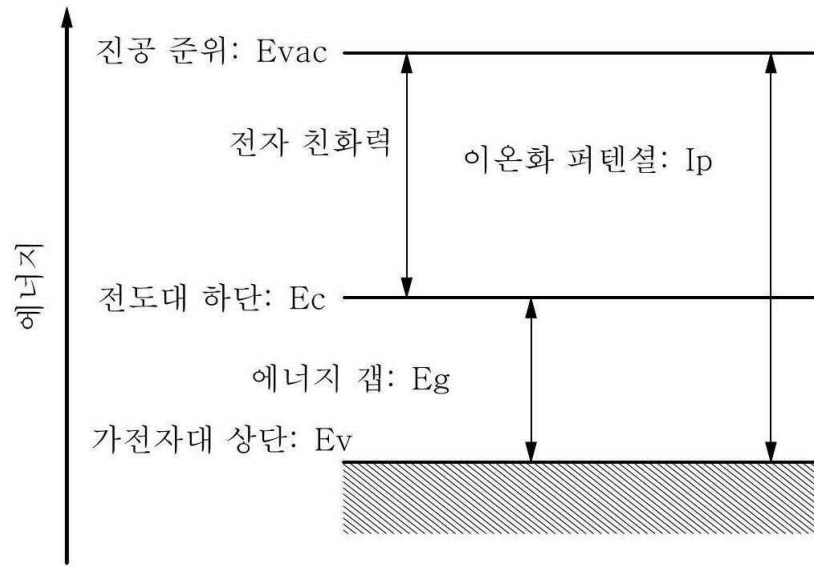 진공 준위: Evac
전자 친화력
이온화 퍼텐셜: Ip
에너지
전도대 하단: Ec
에너지 갭: Eg
가전자대 상단: Ev